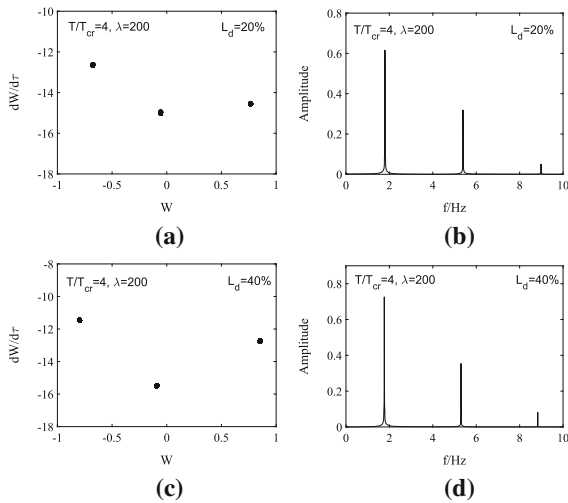 T/T_cr=4, λ=200 L_d=20%
dW/dτ
-10
-12
-14
-16
-18
-1 -0.5 0 0.5 1
W
(a)
T/T_cr=4, λ=200 L_d=20%
Amplitude
0.8
0.6
0.4
0.2
0
0 2 4 6 8 10
f/Hz
(b)
T/T_cr=4, λ=200 L_d=40%
dW/dτ
-8
-10
-12
-14
-16
-18
-1 -0.5 0 0.5 1
W
(c)
T/T_cr=4, λ=200 L_d=40%
Amplitude
0.8
0.6
0.4
0.2
0
0 2 4 6 8 10
f/Hz
(d)